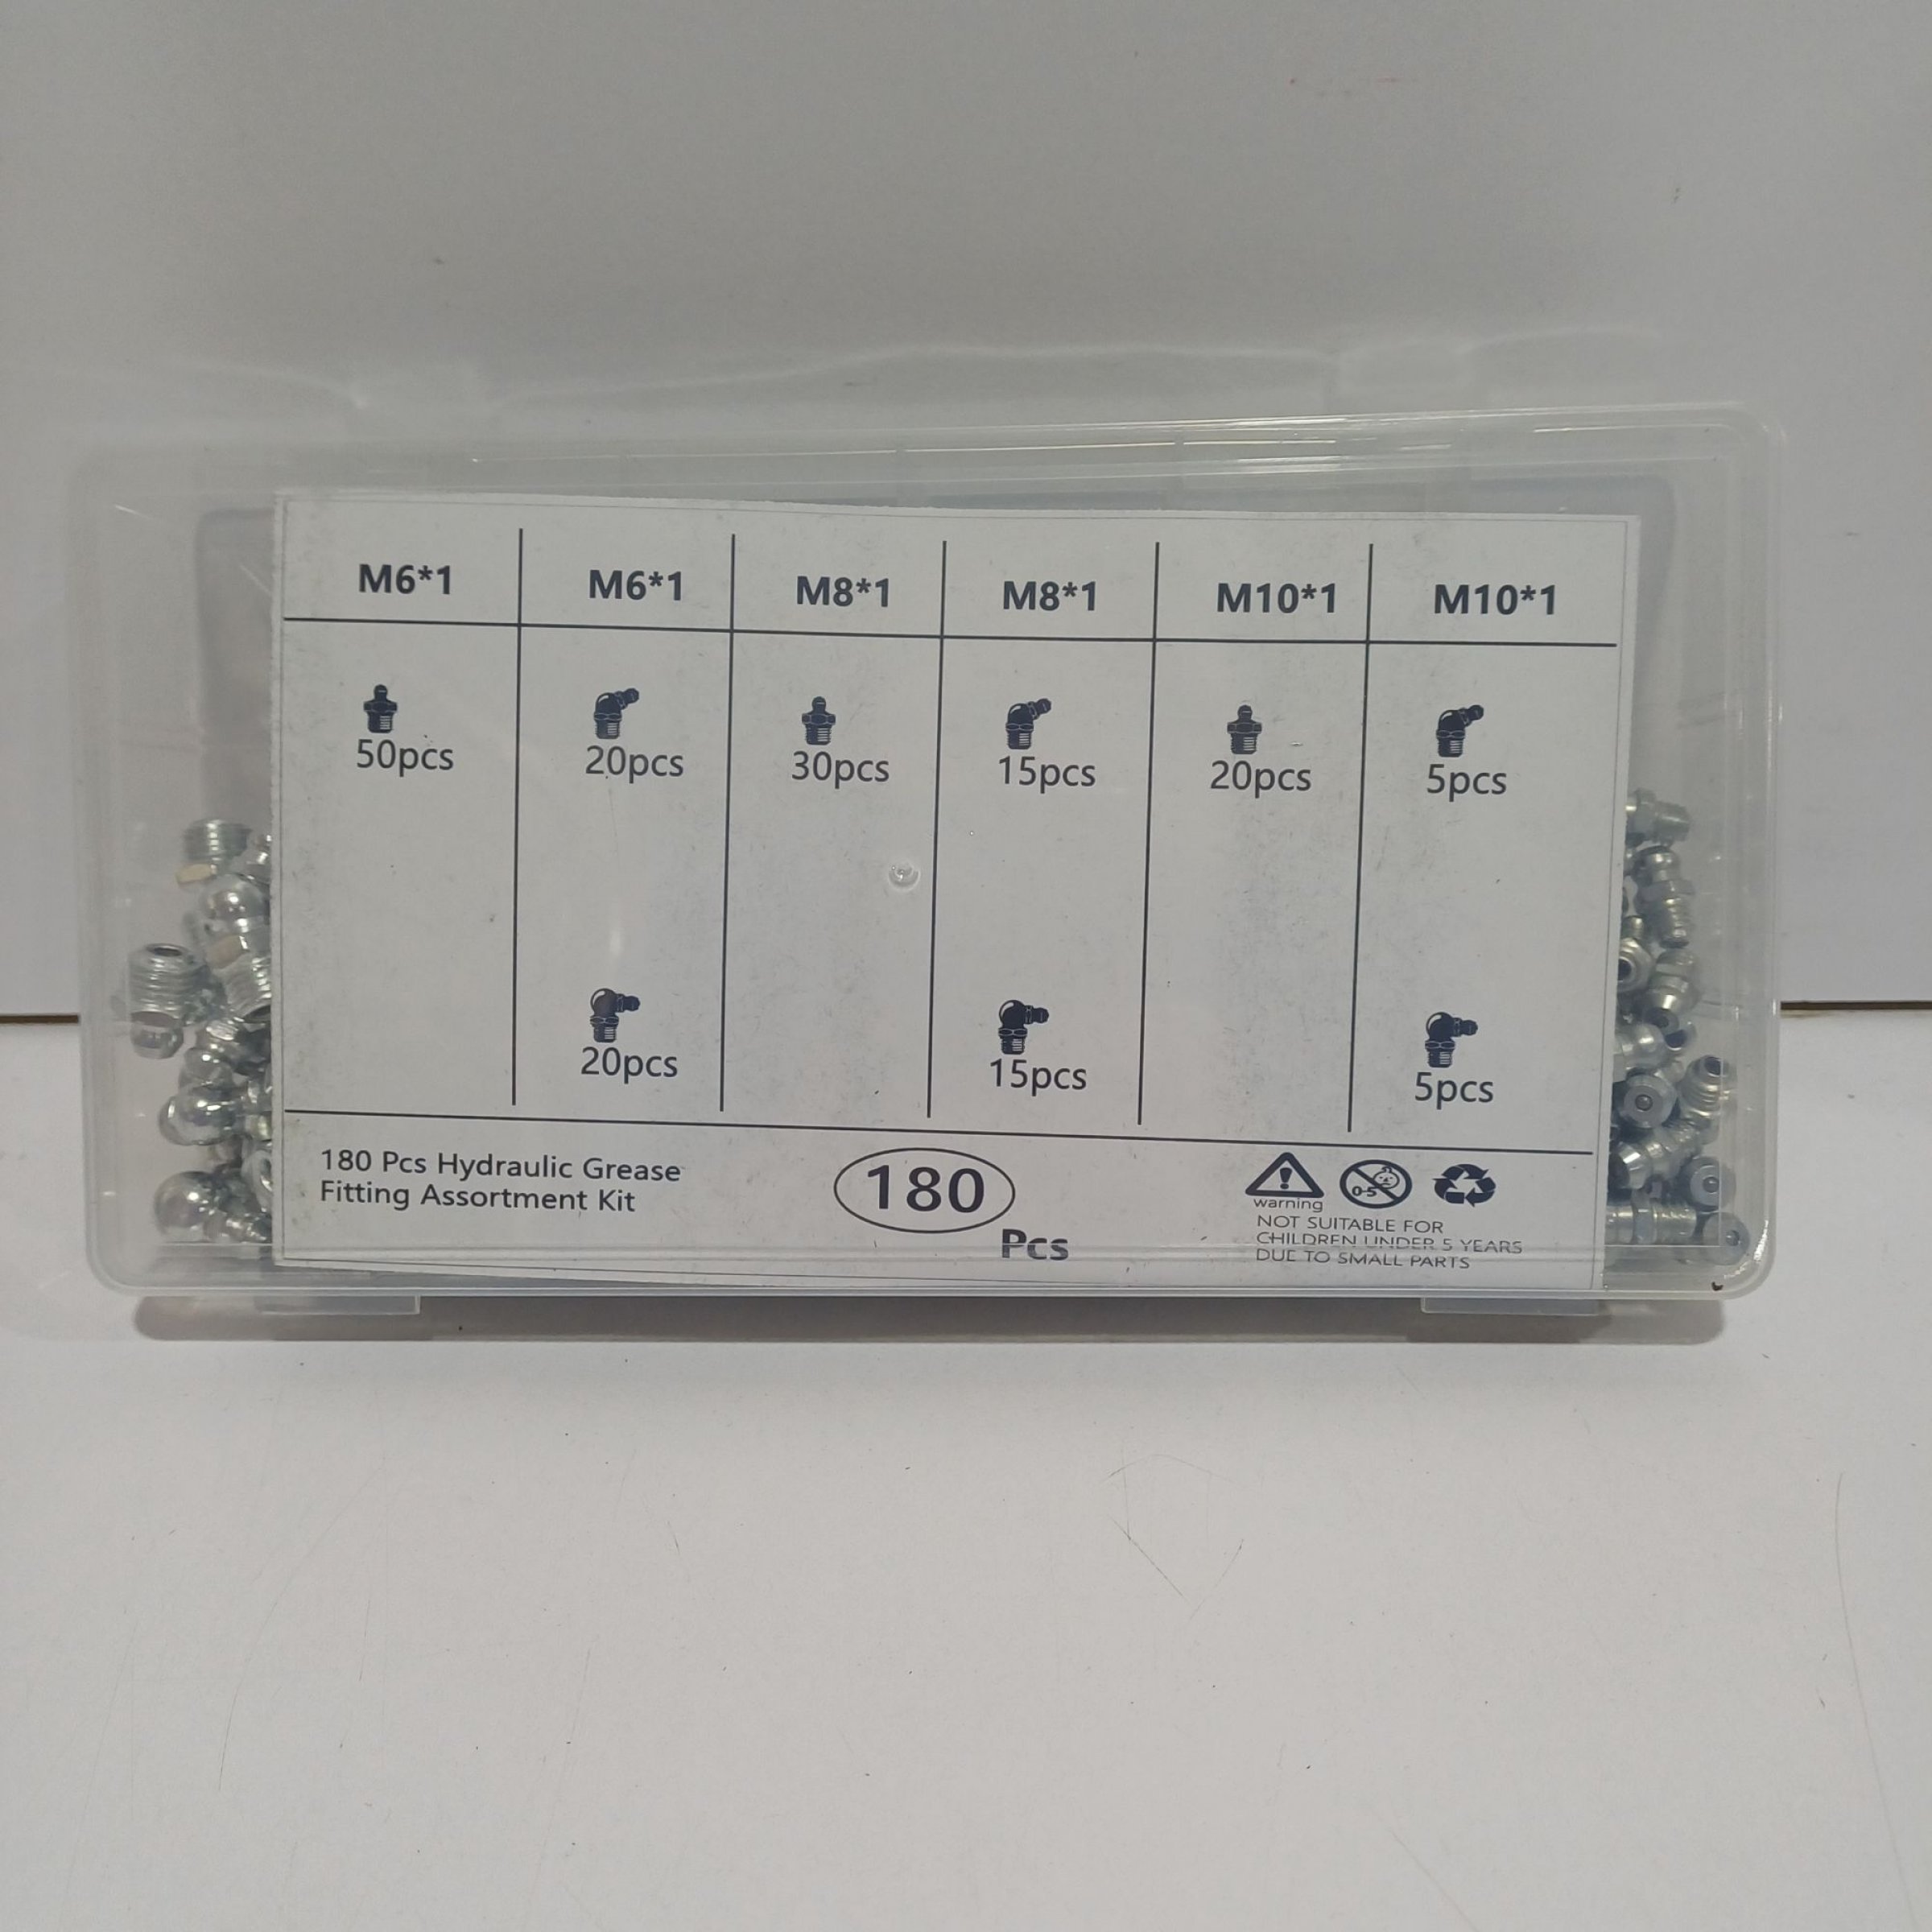 M6*1 M6*1 M8*1 M8*1 M10*1 M10*1
50pcs 20pcs 30pcs 15pcs 20pcs 5pcs
20pcs 15pcs 5pcs
180 Pcs Hydraulic Grease
Fitting Assortment Kit
180
Pcs
0-5
warning
NOT SUITABLE FOR
CHILDREN UNDER 5 YEARS
DUE TO SMALL PARTS